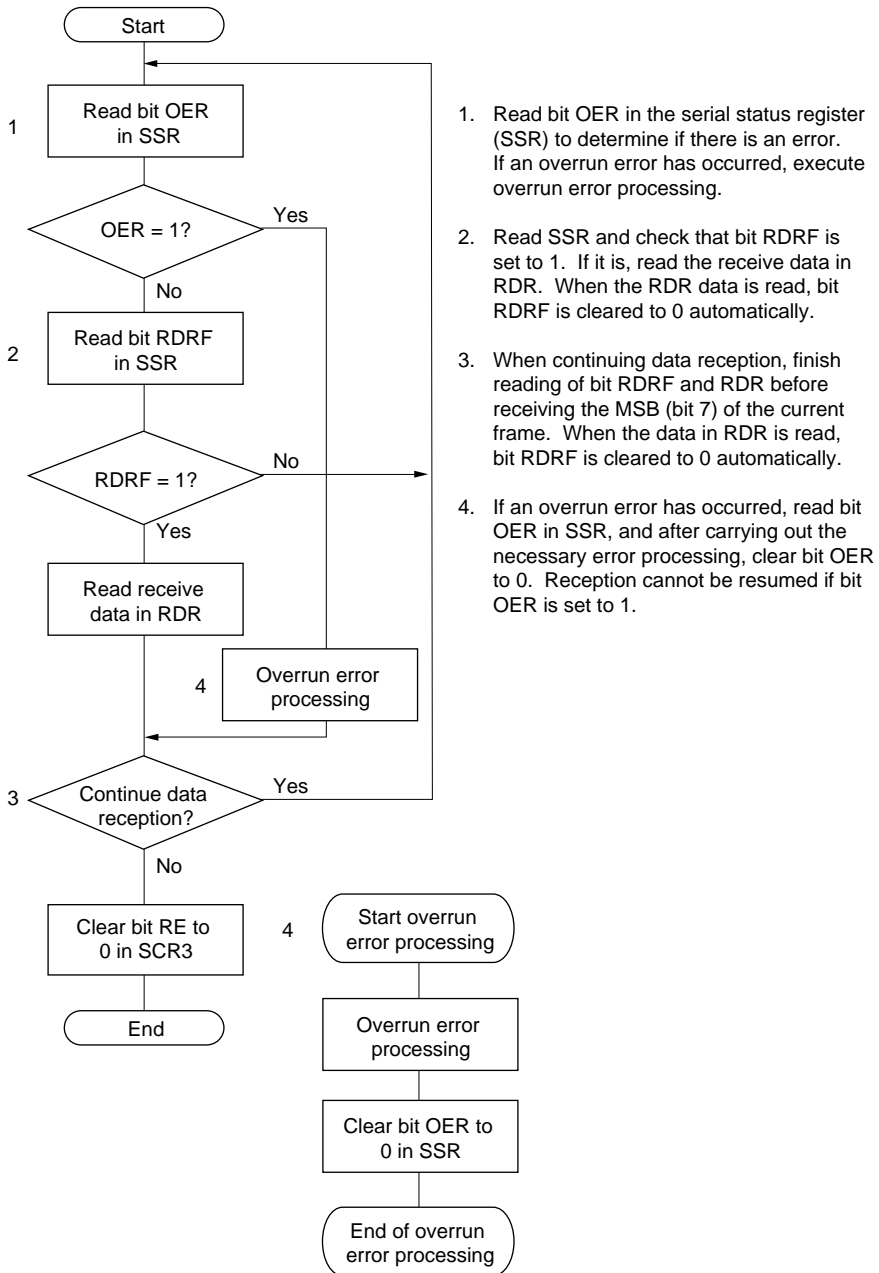 Start
1
Read bit OER
in SSR
OER = 1?
Yes
No
2
Read bit RDRF
in SSR
RDRF = 1?
No
Yes
Read receive
data in RDR
4
Overrun error
processing
3
Continue data
reception?
Yes
No
Clear bit RE to
0 in SCR3
End
4
Start overrun
error processing
Overrun error
processing
Clear bit OER to
0 in SSR
End of overrun
error processing
1. Read bit OER in the serial status register
(SSR) to determine if there is an error.
If an overrun error has occurred, execute
overrun error processing.
2. Read SSR and check that bit RDRF is
set to 1. If it is, read the receive data in
RDR. When the RDR data is read, bit
RDRF is cleared to 0 automatically.
3. When continuing data reception, finish
reading of bit RDRF and RDR before
receiving the MSB (bit 7) of the current
frame. When the data in RDR is read,
bit RDRF is cleared to 0 automatically.
4. If an overrun error has occurred, read bit
OER in SSR, and after carrying out the
necessary error processing, clear bit OER
to 0. Reception cannot be resumed if bit
OER is set to 1.